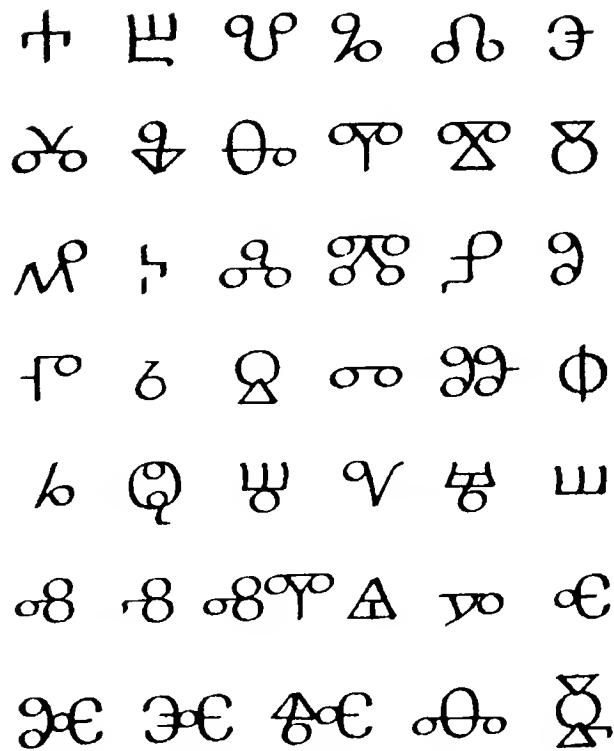 Ⰰ Ⰱ Ⰲ Ⰳ Ⰴ Ⰵ
Ⰶ Ⰷ Ⰸ Ⰺ Ⰹ Ⰻ
Ⰼ Ⰽ Ⰾ Ⰿ Ⱀ Ⱁ
Ⱂ Ⱃ Ⱄ Ⱅ Ⱆ Ⱇ
Ⱈ Ⱉ Ⱋ Ⱌ Ⱍ Ⱎ
Ⱏ Ⱐ ⰟⰊ Ⱑ Ⱓ Ⱔ
Ⱘ Ⱗ Ⱙ Ⱚ Ⱛ